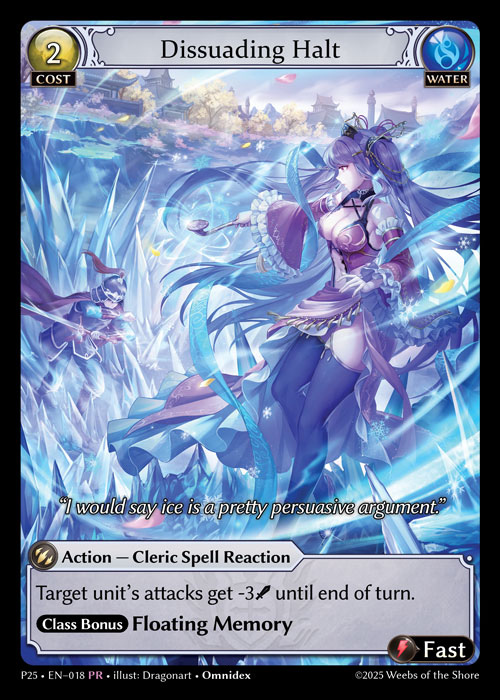 2
COST
Dissuading Halt
WATER
“I would say ice is a pretty persuasive argument.”
Action — Cleric Spell Reaction
Target unit's attacks get -3 until end of turn.
Class Bonus Floating Memory
Fast
P25 • EN-018 PR • illust: Dragonart • Omnidex
©2025 Weebs of the Shore